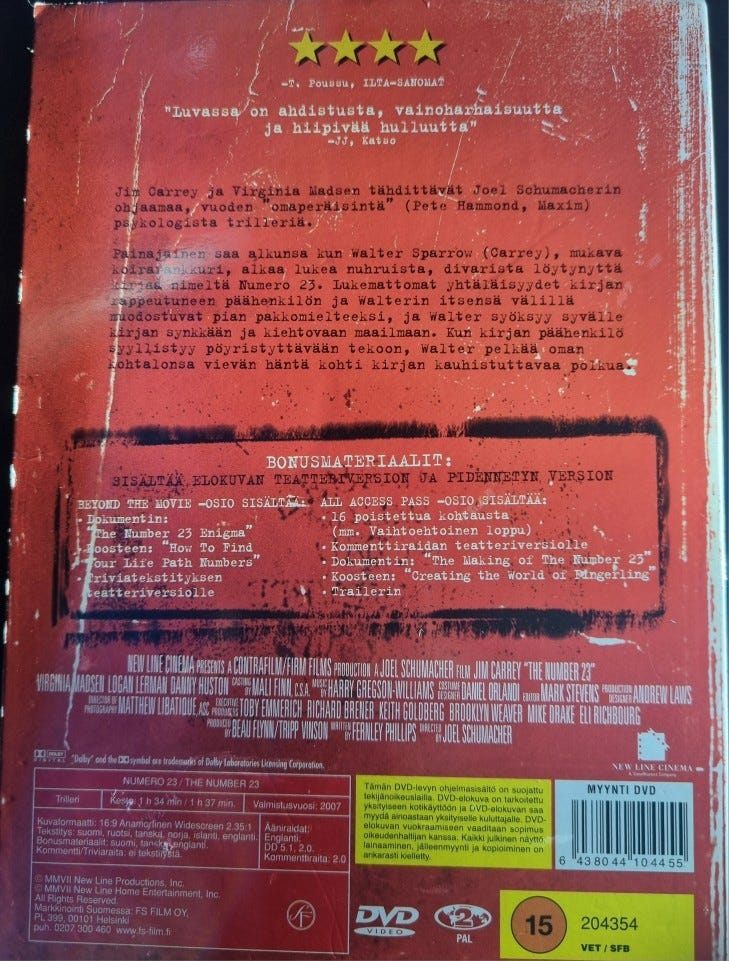 -T. Poussu, ILTA-SANOMAT
"Luvassa on ahdistusta, vainoharhaisuutta
ja hiipivää hulluutta"
-JJ, Katso
Jim Carrey ja Virginia Madsen tähdittävät Joel Schumacherin
ohjaamaa, vuoden "omaperäisintä" (Pete Hammond, Maxim)
psykologista trilleriä.
Painajainen saa alkunsa kun Walter Sparrow (Carrey), mukava
koirarankkuri, alkaa lukea nuhruista, divarista löytynyttä
kirjaa nimeltä Numero 23. Lukemattomat yhtäläisyydet kirjan
rappeutuneen päähenkilön ja Walterin itsensä välillä
muodostuvat pian pakkomielteeksi, ja Walter syöksyy syvälle
kirjan synkkään ja kiehtovaan maailmaan. Kun kirjan päähenkilö
syyllistyy pöyristyttävään tekoon, Walter pelkää oman
kohtalonsa vievän häntä kohti kirjan kauhistuttavaa polkua.
BONUSMATERIAALIT:
SISÄLTÄÄ ELOKUVAN TEATTERIVERSION JA PIDENNETYN VERSION
BEYOND THE MOVIE -OSIO SISÄLTÄÄ:
• Dokumentin:
"The Number 23 Enigma"
• Koosteen: "How To Find
Your Life Path Numbers"
• Triviatekstityksen
teatteriversiolle
ALL ACCESS PASS -OSIO SISÄLTÄÄ:
• 16 poistettua kohtausta
(mm. Vaihtoehtoinen loppu)
• Kommenttiraidan teatteriversiolle
• Dokumentin: "The Making of The Number 23"
• Koosteen: "Creating the World of Fingerling"
• Trailerin
NEW LINE CINEMA PRESENTS A CONTRAFILM/FIRM FILMS PRODUCTION A JOEL SCHUMACHER FILM JIM CARREY "THE NUMBER 23"
VIRGINIA MADSEN LOGAN LERMAN DANNY HUSTON CASTING BY MALI FINN, C.S.A. MUSIC BY HARRY GREGSON-WILLIAMS COSTUME DESIGNER DANIEL ORLANDI EDITOR MARK STEVENS PRODUCTION DESIGNER ANDREW LAWS
DIRECTOR OF PHOTOGRAPHY MATTHEW LIBATIQUE ASC EXECUTIVE PRODUCERS TOBY EMMERICH RICHARD BRENER KEITH GOLDBERG BROOKLYN WEAVER MIKE DRAKE ELI RICHBOURG
PRODUCED BY BEAU FLYNN/TRIPP VINSON WRITTEN BY FERNLEY PHILLIPS DIRECTED BY JOEL SCHUMACHER
DOLBY DIGITAL "Dolby" and the DD symbol are trademarks of Dolby Laboratories Licensing Corporation.
NEW LINE CINEMA
A TimeWarner Company
NUMERO 23 / THE NUMBER 23
Trilleri Kesto: 1 h 34 min / 1 h 37 min. Valmistusvuosi: 2007
Kuvaformaatti: 16:9 Anamorfinen Widescreen 2.35:1
Tekstitys: suomi, ruotsi, tanska, norja, islanti, englanti.
Bonusmateriaali: suomi, tanska, englanti.
Kommentti/Triviaraita: ei tekstitystä.
Ääniraidat:
Englanti.
DD 5.1, 2.0.
Kommenttiraita: 2.0
© MMVII New Line Productions, Inc.
© MMVII New Line Home Entertainment, Inc.
All Rights Reserved.
Markkinointi Suomessa: FS FILM OY,
PL 399, 00101 Helsinki
puh. 0207 300 460 www.fs-film.fi
Tämän DVD-levyn ohjelmasisältö on suojattu
tekijänoikeuslailla. DVD-elokuva on tarkoitettu
yksityiseen kotikäyttöön ja DVD-elokuvan saa
myydä ainoastaan yksityiselle kuluttajalle. DVD-
elokuvan vuokraamiseen vaaditaan sopimus
oikeudenhaltijan kanssa. Kaikki julkinen näyttö,
lainaaminen, jälleenmyynti ja kopioiminen on
ankarasti kielletty.
MYYNTI DVD
6 438044 104455
DVD
VIDEO
2
PAL
15
204354
VET / SFB